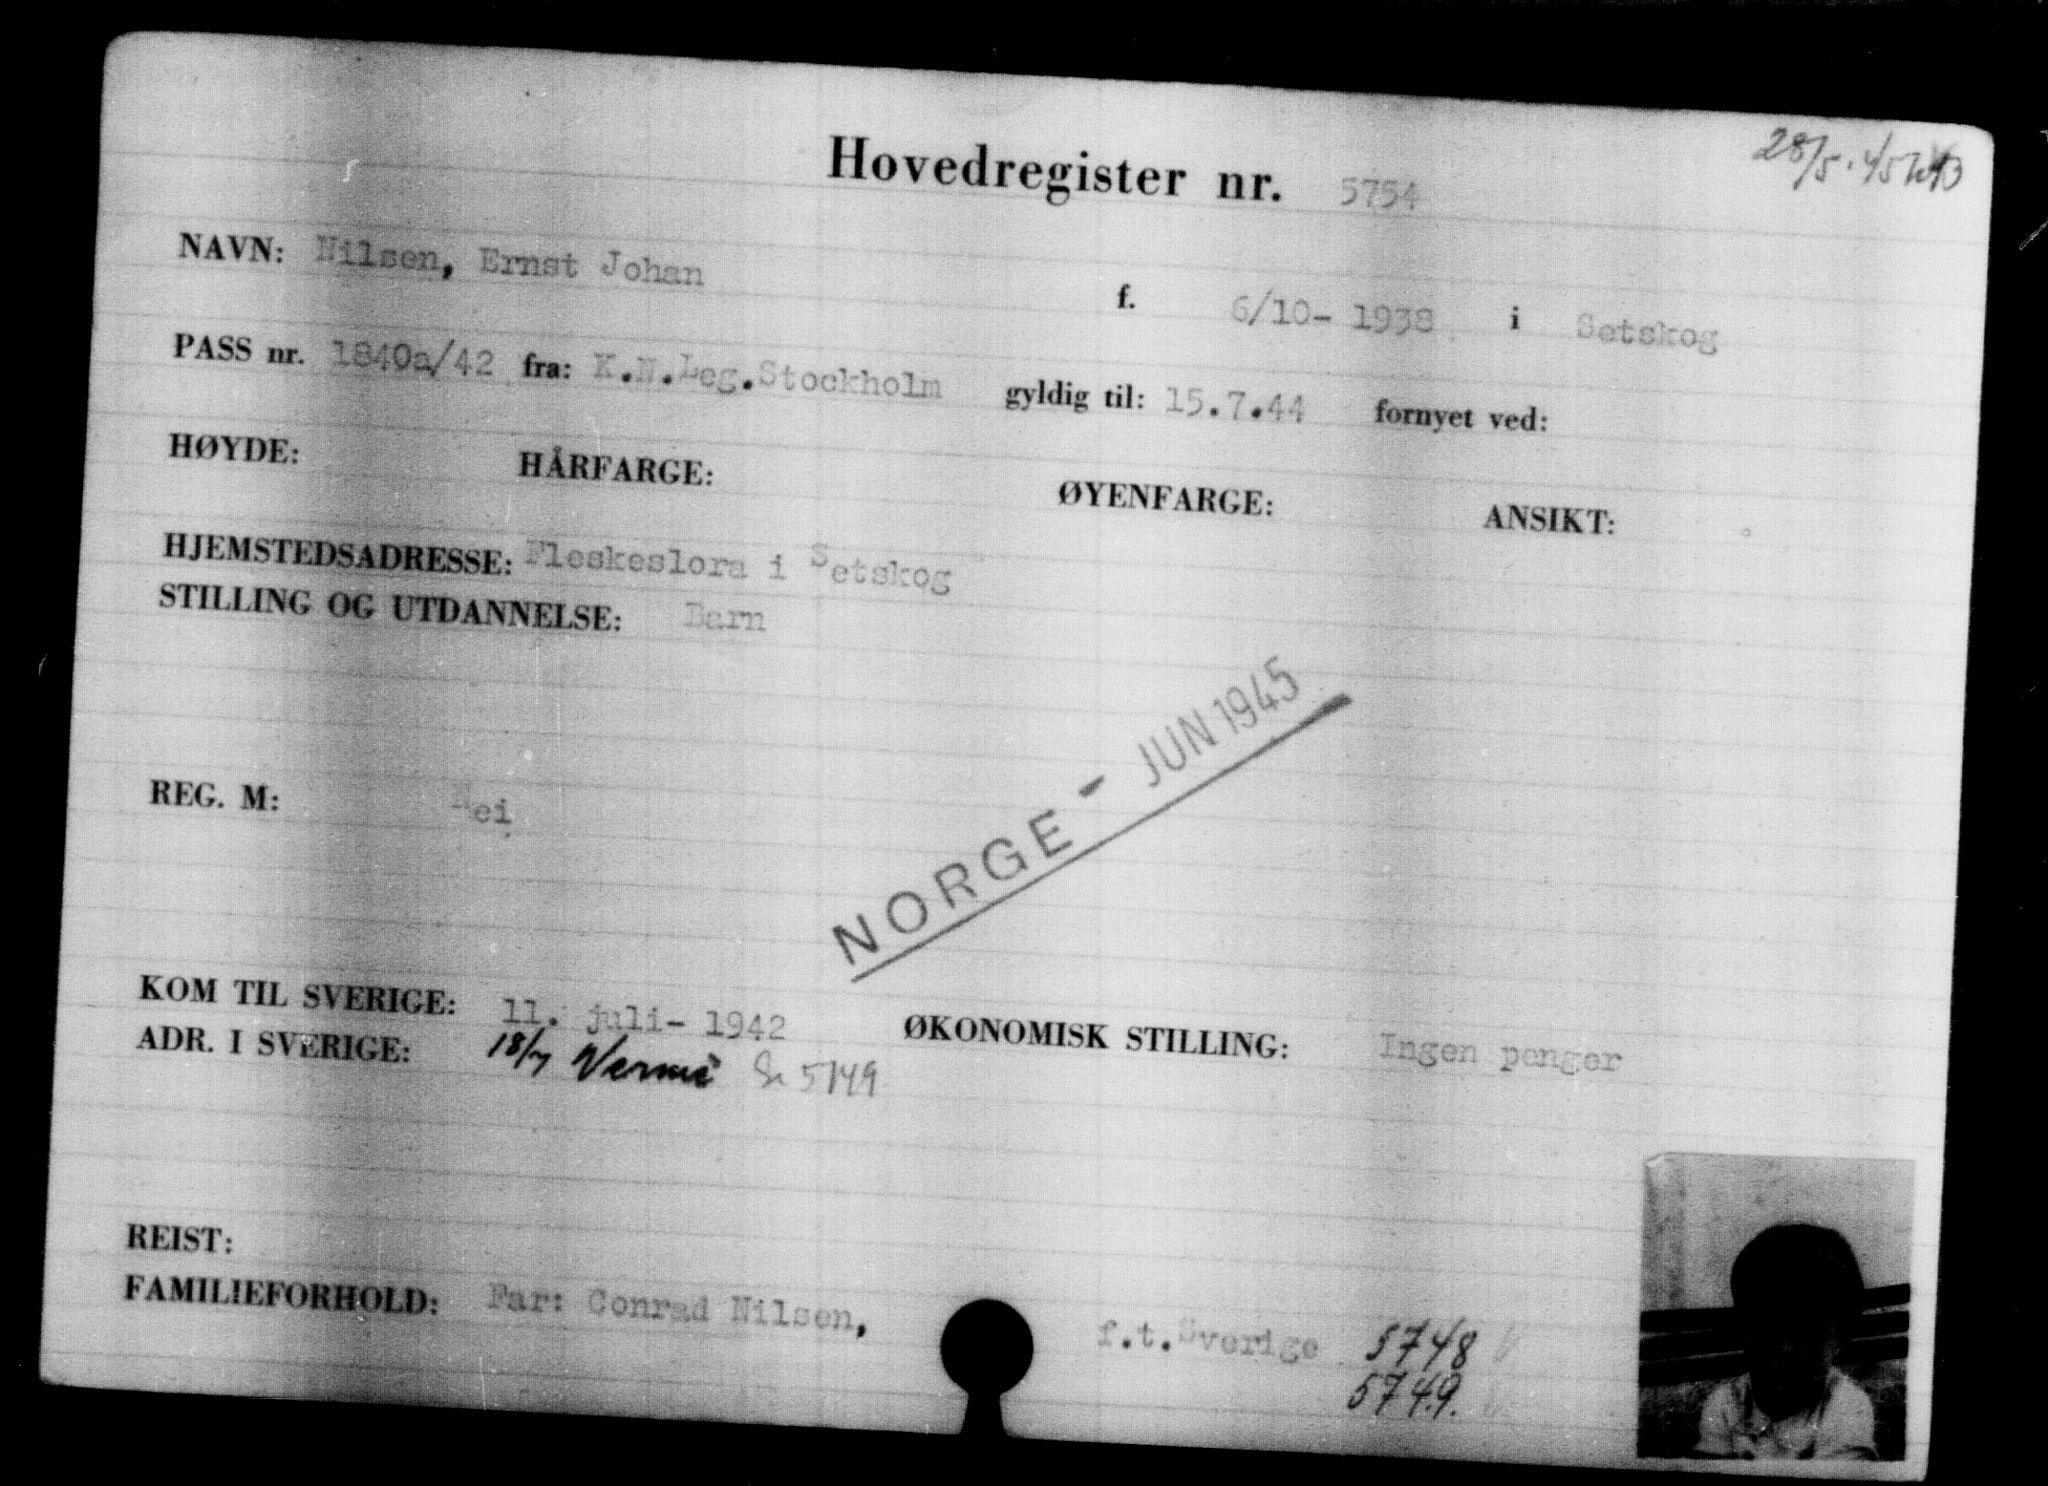 28/5.45
Hovedregister nr. 5754
NAVN: Nilsen, Ernst Johan f. 6/10- 1938 i Setskog
PASS nr. 1840a/42 fra: K.N.Leg.Stockholm gyldig til: 15.7.44 fornyet ved:
HØYDE: HÅRFARGE: ØYENFARGE: ANSIKT:
HJEMSTEDSADRESSE: Fleskeslora i Setskog
STILLING OG UTDANNELSE: Barn
NORGE - JUN 1945
REG. M: Nei
KOM TIL SVERIGE: 11. juli- 1942 ØKONOMISK STILLING: Ingen penger
ADR. I SVERIGE: 18/7 5749
REIST:
FAMILIEFORHOLD: Far: Conrad Nilsen, f.t.Sverige 5748
5749.